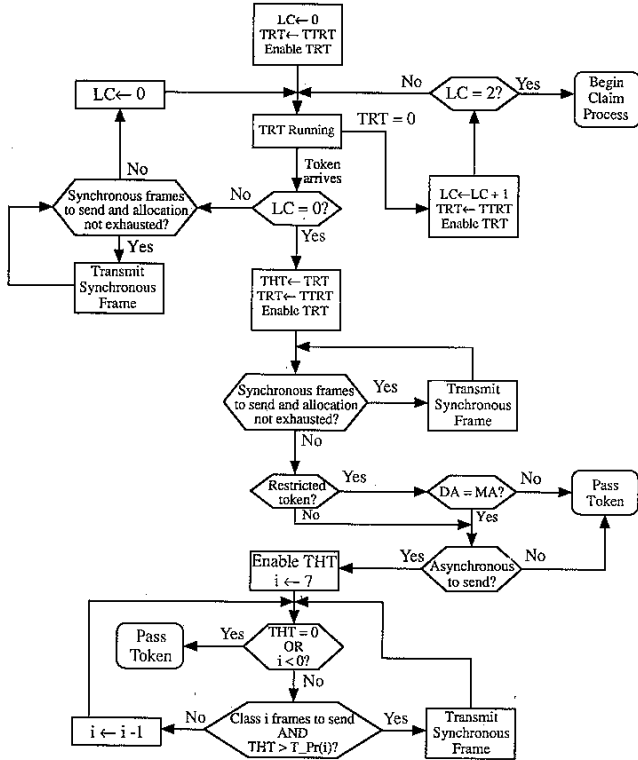 LC← 0
TRT← TTRT
Enable TRT
LC← 0
No
LC = 2?
Yes
Begin
Claim
Process
TRT Running
TRT = 0
No
Token
arrives
LC←LC + 1
TRT← TTRT
Enable TRT
Synchronous frames
to send and allocation
not exhausted?
No
LC = 0?
Yes
Yes
Transmit
Synchronous
Frame
THT← TRT
TRT← TTRT
Enable TRT
Synchronous frames
to send and allocation
not exhausted?
Yes
Transmit
Synchronous
Frame
No
Restricted
token?
Yes
DA = MA?
No
Pass
Token
No
Yes
Enable THT
i ← 7
Yes
Asynchronous
to send?
No
Pass
Token
Yes
THT = 0
OR
i < 0?
No
i ← i -1
No
Class i frames to send
AND
THT > T_Pr(i)?
Yes
Transmit
Synchronous
Frame